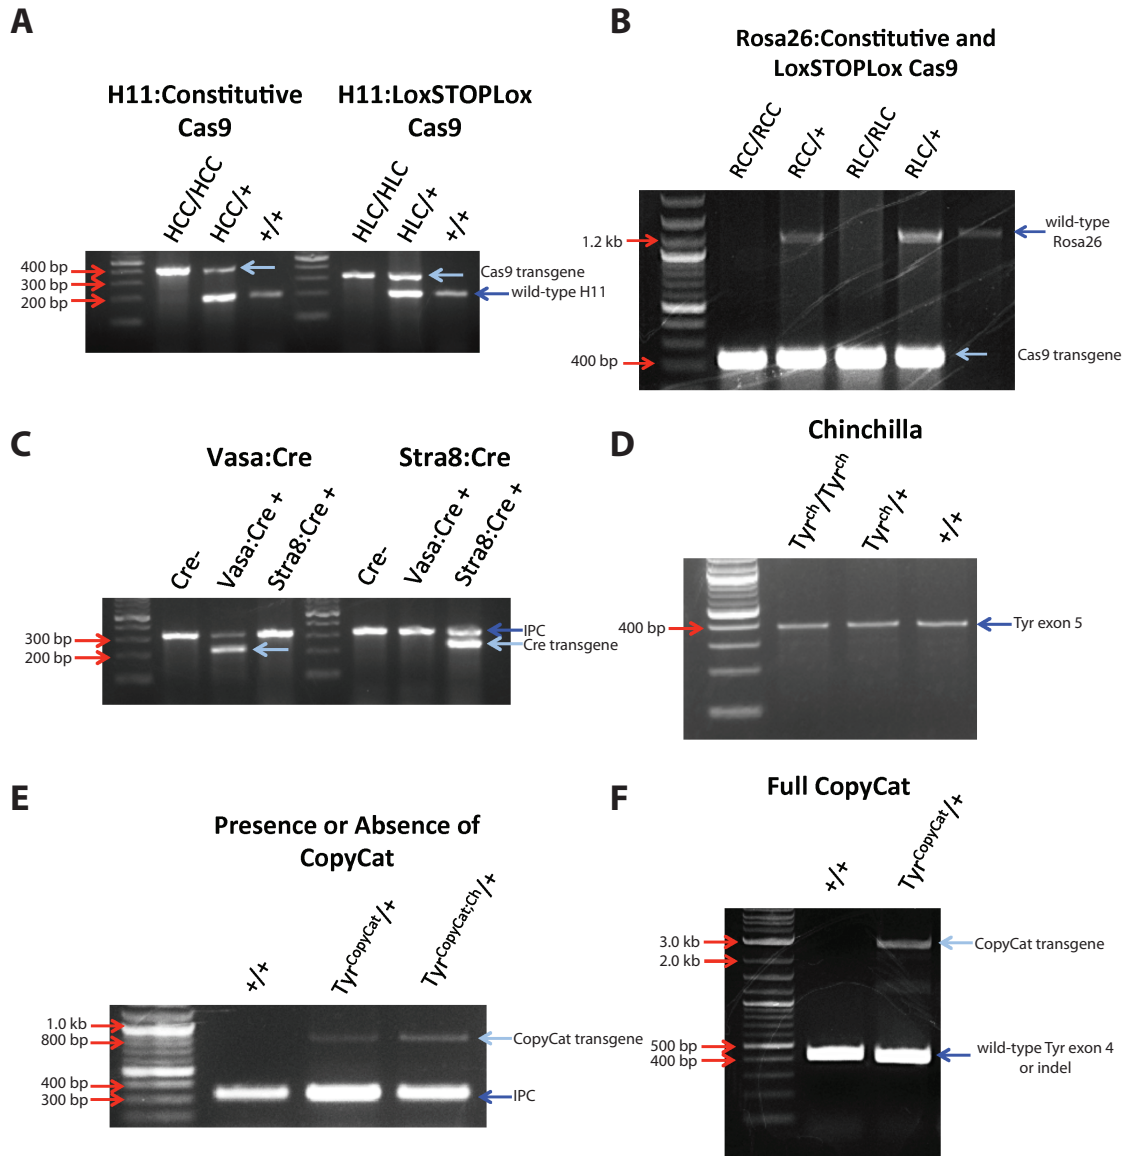 A
H11:Constitutive
Cas9
H11:LoxSTOPLox
Cas9
HCC/HCC
HCC/+
+/+
HLC/HLC
HLC/+
+/+
400 bp
300 bp
200 bp
Cas9 transgene
wild-type H11
B
Rosa26:Constitutive and
LoxSTOPLox Cas9
RCC/RCC
RCC/+
RLC/RLC
RLC/+
1.2 kb
400 bp
wild-type
Rosa26
Cas9 transgene
C
Vasa:Cre
Stra8:Cre
Cre-
Vasa:Cre +
Stra8:Cre +
Cre-
Vasa:Cre +
Stra8:Cre +
300 bp
200 bp
IPC
Cre transgene
D
Chinchilla
Tyrch/Tyrch
Tyrch/+
+/+
400 bp
Tyr exon 5
E
Presence or Absence of
CopyCat
+/+
TyrCopyCat/+
TyrCopyCat;Ch/+
1.0 kb
800 bp
400 bp
300 bp
CopyCat transgene
IPC
F
Full CopyCat
+/+
TyrCopyCat/+
3.0 kb
2.0 kb
500 bp
400 bp
CopyCat transgene
wild-type Tyr exon 4
or indel